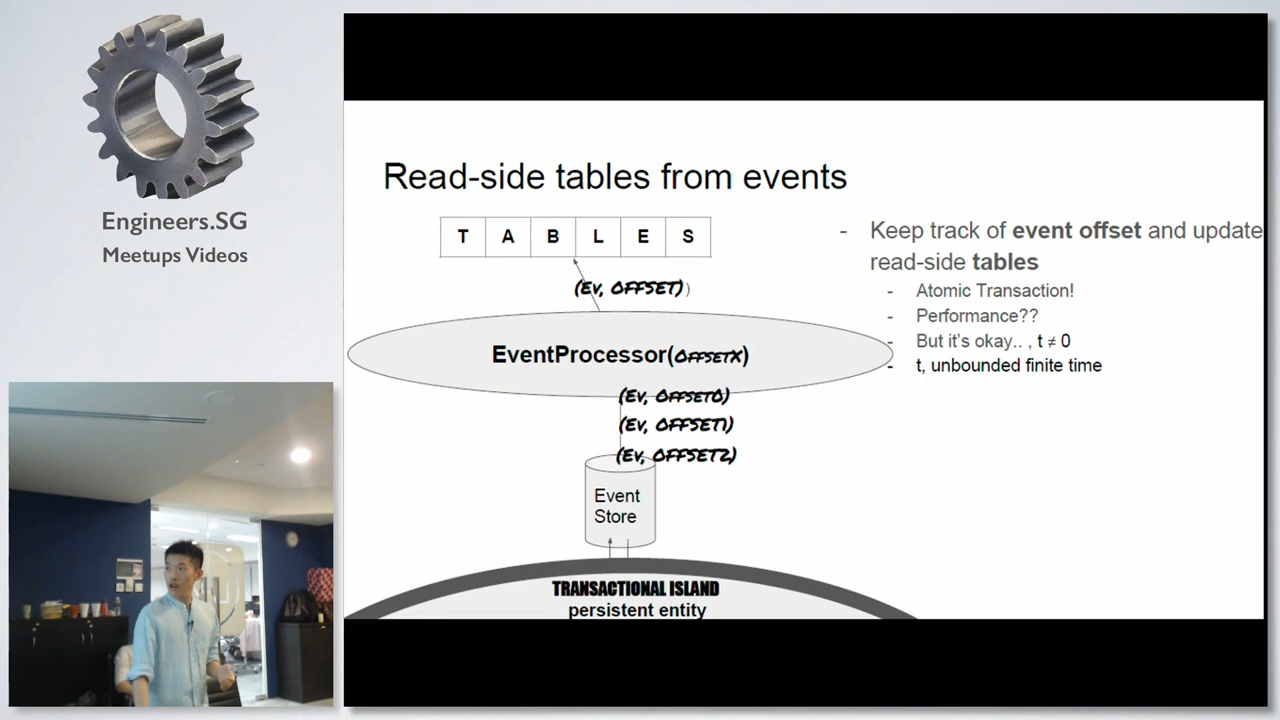 Engineers.SG
Meetups Videos
Read-side tables from events
T A B L E S
(Ev, OFFSET))
EventProcessor(OFFSETX)
(Ev, OFFSET0)
(Ev, OFFSET1)
(Ev, OFFSET2)
Event
Store
TRANSACTIONAL ISLAND
persistent entity
- Keep track of event offset and update
read-side tables
- Atomic Transaction!
- Performance??
- But it's okay.. , t ≠ 0
- t, unbounded finite time